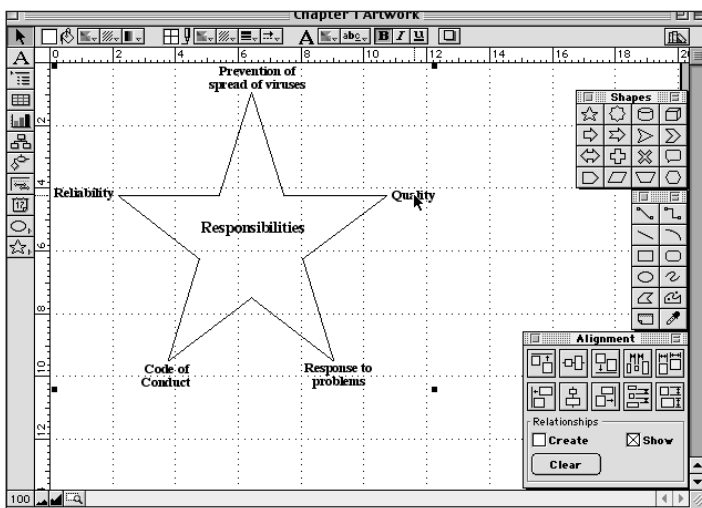 Chapter 1 Artwork
A abc B I U
0 2 4 6 8 10 12 14 16 18 20
A
2
4
6
8
10
12
Prevention of
spread of viruses
Reliability
Quality
Responsibilities
Code of
Conduct
Response to
problems
Shapes
Alignment
Relationships
Create
Show
Clear
100